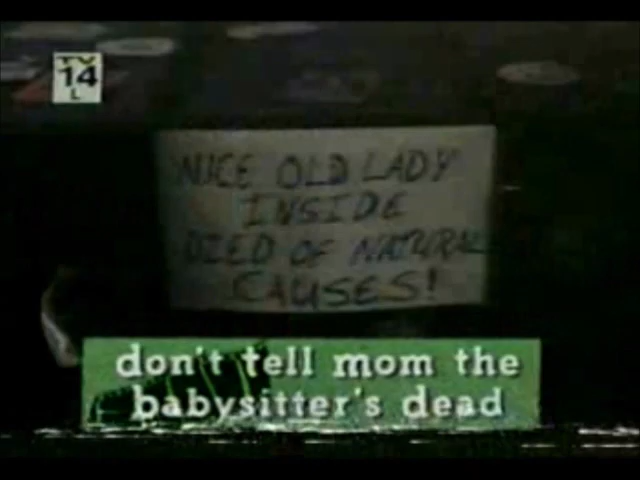 TV
14
L
NICE OLD LADY
INSIDE
DIED OF NATURAL
CAUSES!
don't tell mom the
babysitter's dead